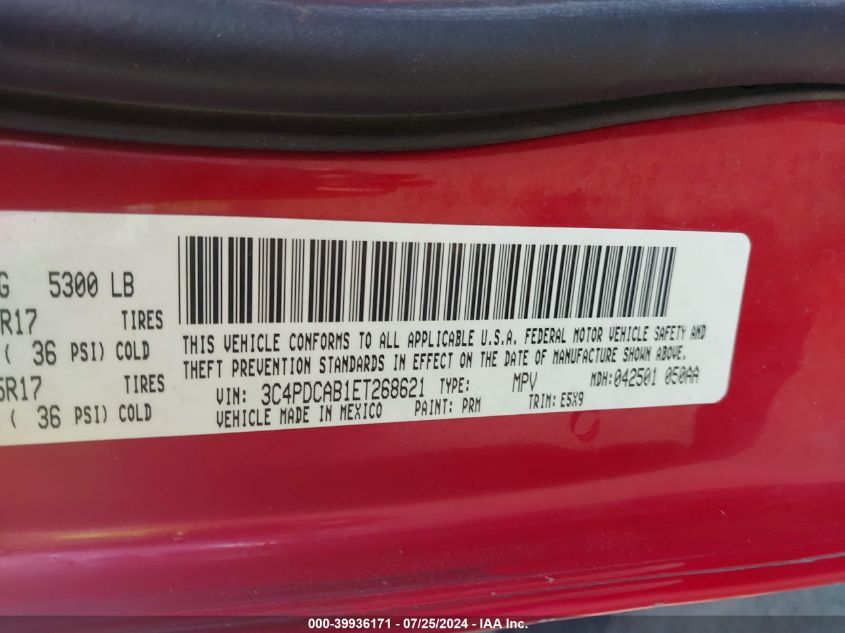 G 5300 LB
R17 TIRES
( 36 PSI) COLD
5R17
( 36 PSI) COLD
THIS VEHICLE CONFORMS TO ALL APPLICABLE U.S.A. FEDERAL MOTOR VEHICLE SAFETY AND
THEFT PREVENTION STANDARDS IN EFFECT ON THE DATE OF MANUFACTURE SHOWN ABOVE.
VIN: 3C4PDCAB1ET268621 TYPE: MPV MDH:042501 050AA
VEHICLE MADE IN MEXICO PAINT: PRM TRIM: E5X9
000-39936171 - 07/25/2024 - IAA Inc.